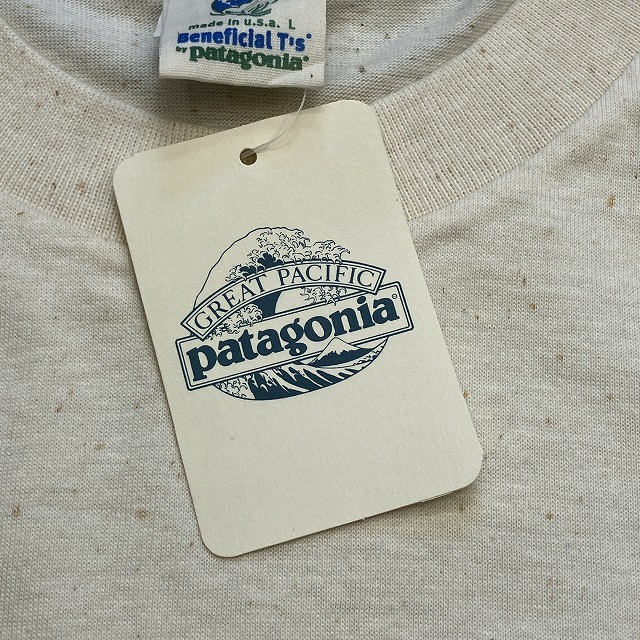 made in U.S.A. L
Beneficial T's®
by patagonia®
GREAT PACIFIC
patagonia®